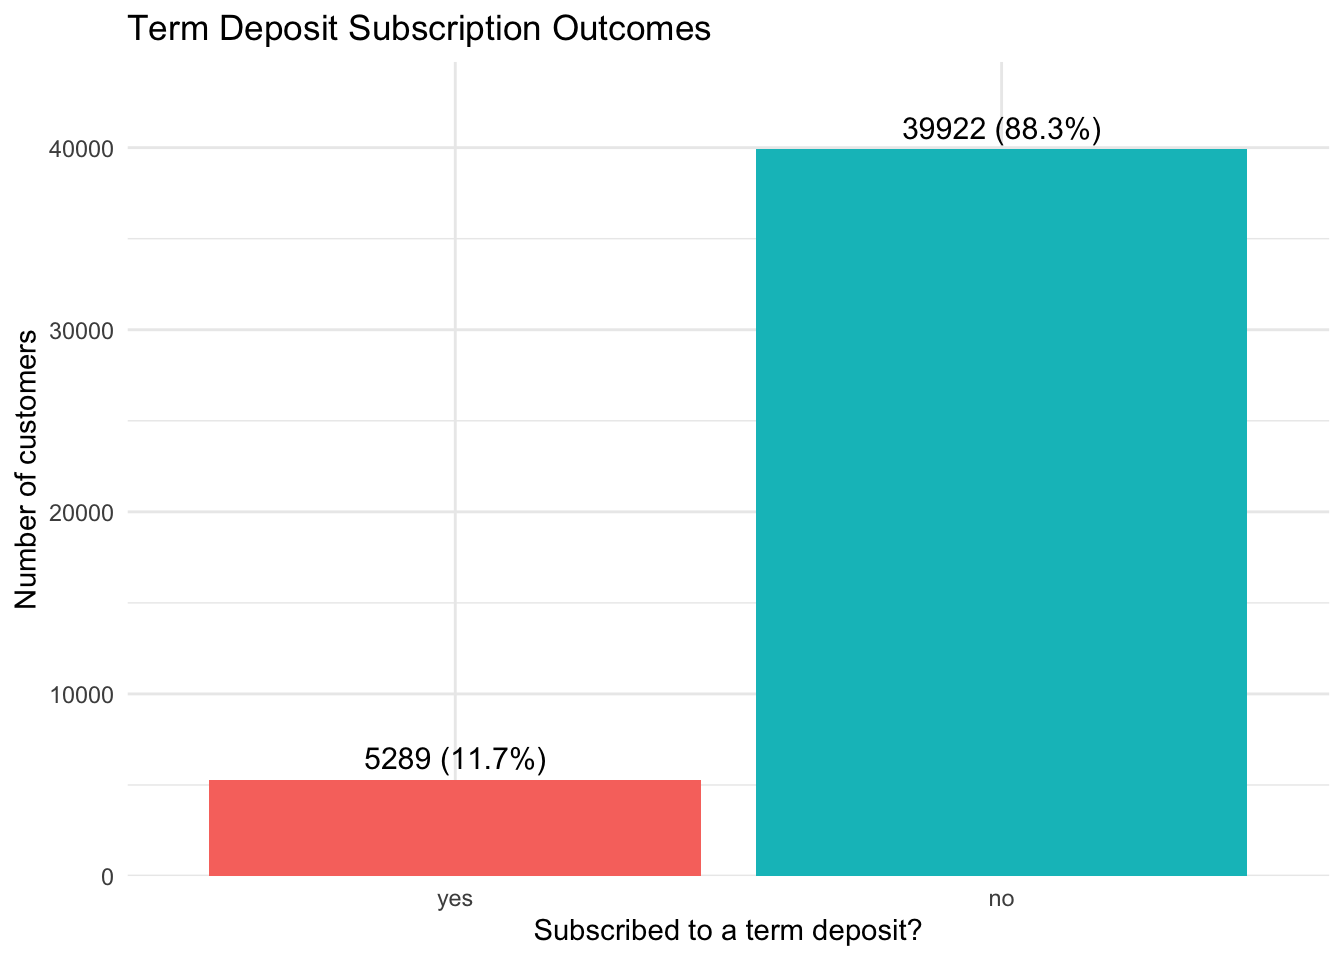 Term Deposit Subscription Outcomes
39922 (88.3%)
40000
30000
20000
10000
0
Number of customers
5289 (11.7%)
yes
no
Subscribed to a term deposit?